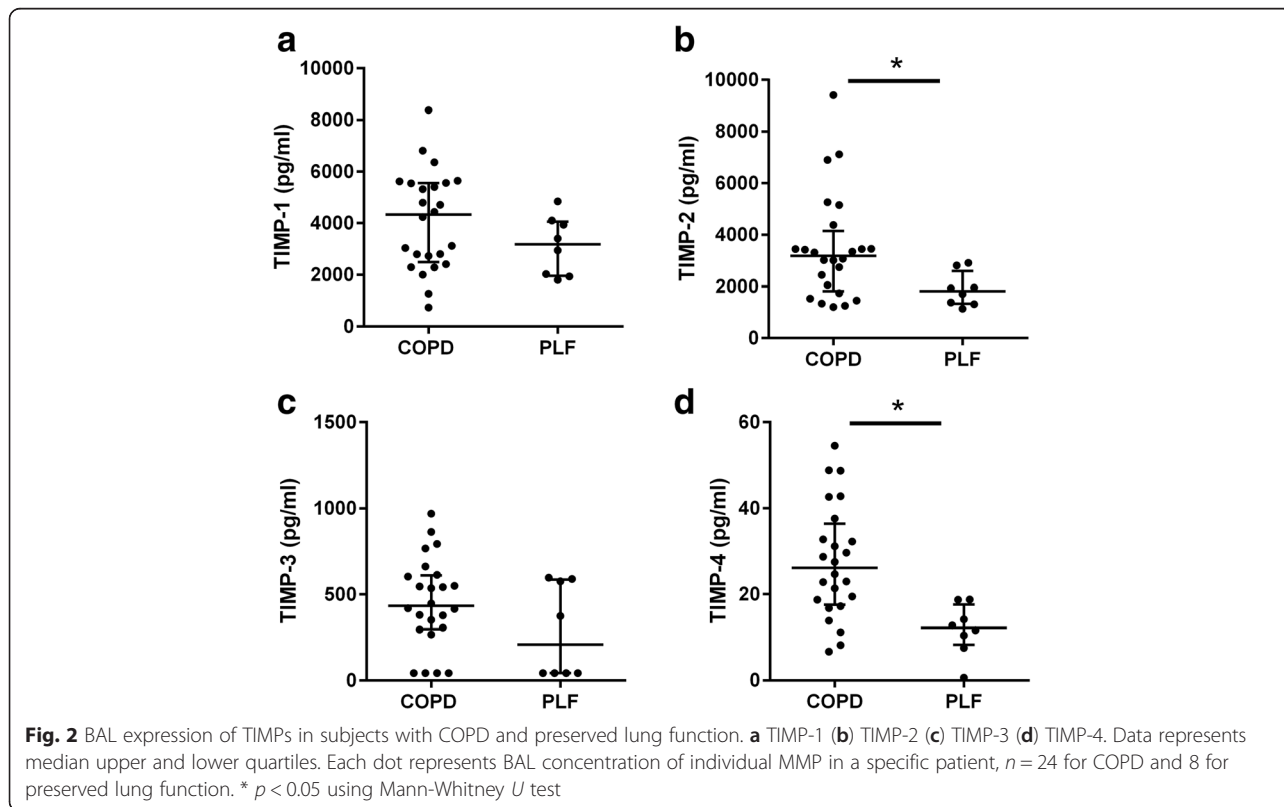 a
b
10000
8000
6000
4000
2000
0
TIMP-1 (pg/ml)
COPD
PLF
*
10000
8000
6000
4000
2000
0
TIMP-2 (pg/ml)
COPD
PLF
c
d
1500
1000
500
0
TIMP-3 (pg/ml)
COPD
PLF
*
60
40
20
0
TIMP-4 (pg/ml)
COPD
PLF
Fig. 2 BAL expression of TIMPs in subjects with COPD and preserved lung function. a TIMP-1 (b) TIMP-2 (c) TIMP-3 (d) TIMP-4. Data represents
median upper and lower quartiles. Each dot represents BAL concentration of individual MMP in a specific patient, n = 24 for COPD and 8 for
preserved lung function. * p < 0.05 using Mann-Whitney U test